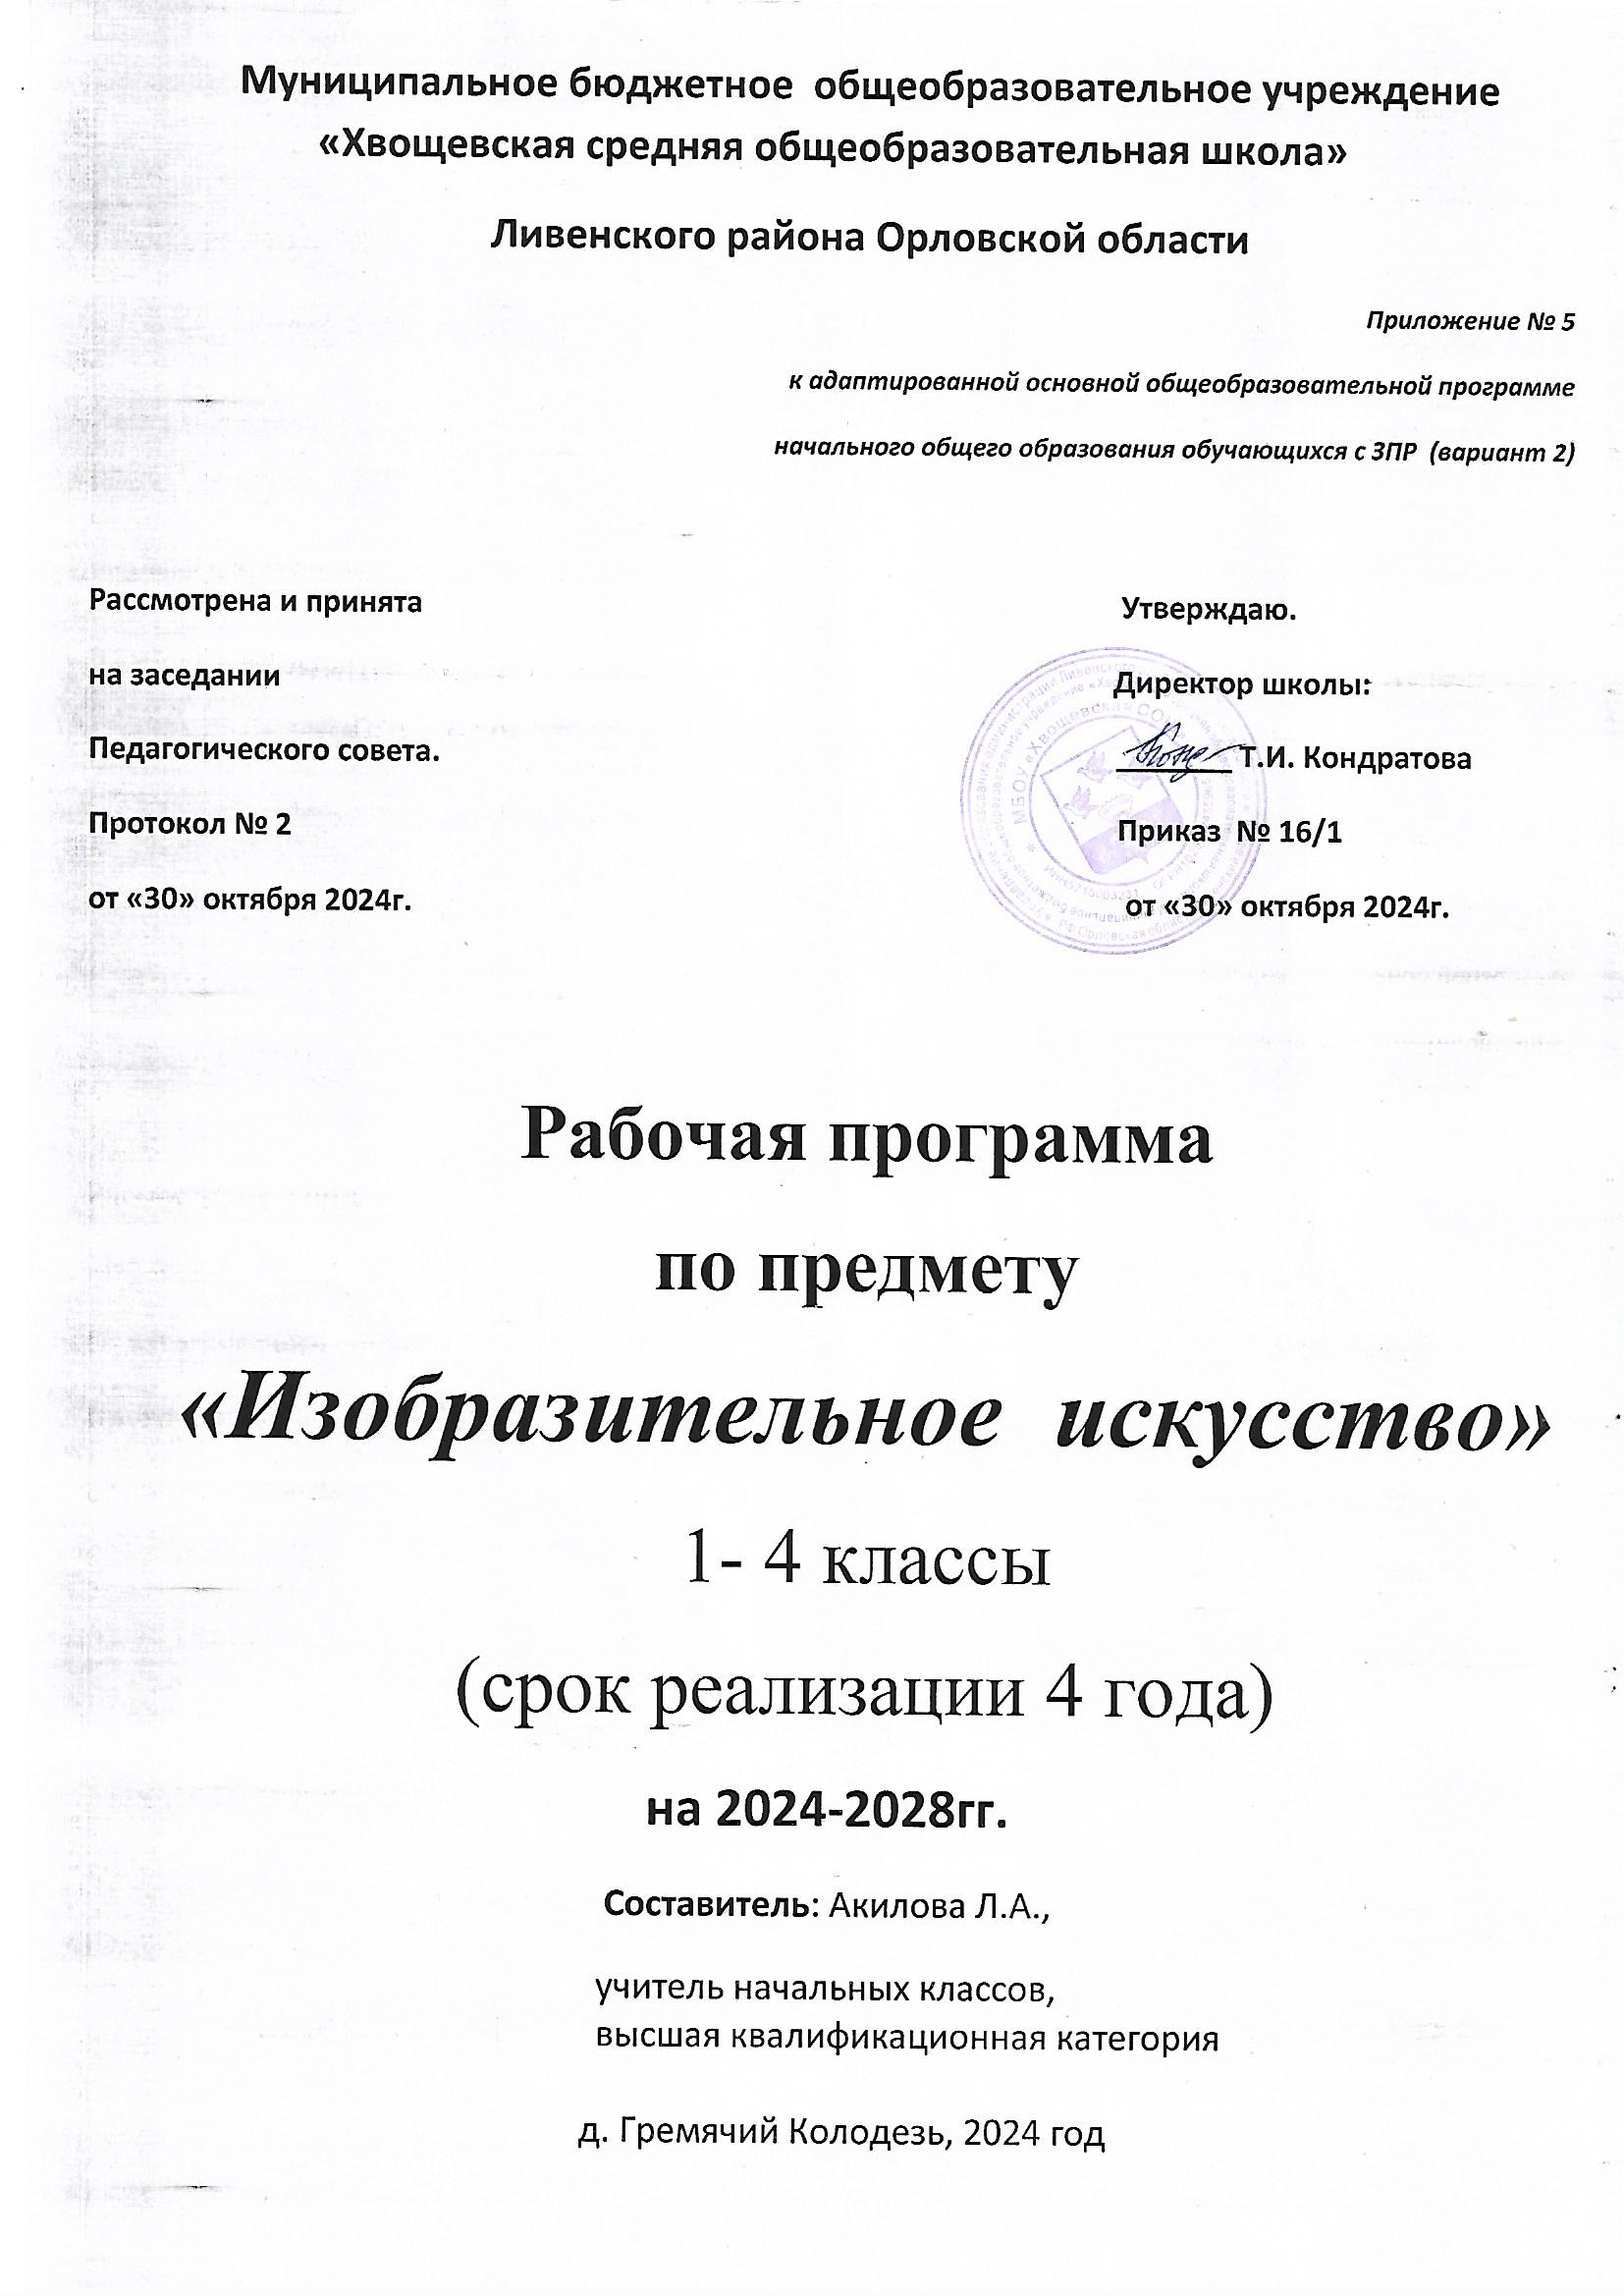 Муниципальное бюджетное общеобразовательное учреждение
«Хвощевская средняя общеобразовательная школа»
Ливенского района Орловской области
Приложение № 5
к адаптированной основной общеобразовательной программе
начального общего образования обучающихся с ЗПР (вариант 2)
Рассмотрена и принята
на заседании
Педагогического совета.
Протокол № 2
от «30» октября 2024г.
Утверждаю.
Директор школы:
Т.И. Кондратова
Приказ № 16/1
от «30» октября 2024г.
МБОУ «Хвощевская
Рабочая программа
по предмету
«Изобразительное искусство»
1- 4 классы
(срок реализации 4 года)
на 2024-2028гг.
Составитель: Акилова Л.А.,
учитель начальных классов,
высшая квалификационная категория
д. Гремячий Колодезь, 2024 год